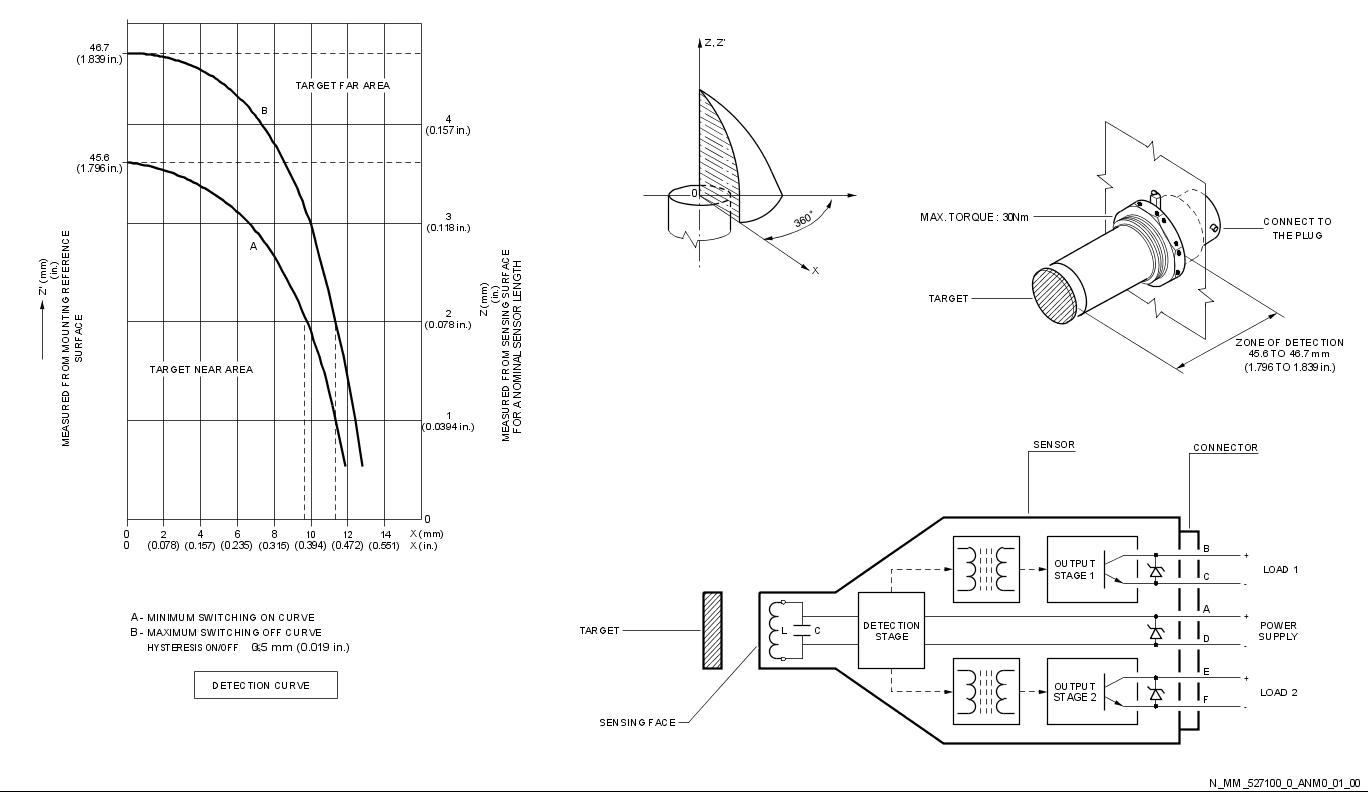 46.7
(1.839 in.)
TARGET FAR AREA
B
4
(0.157 in.)
45.6
(1.796 in.)
3
(0.118 in.)
A
Z' (mm)
(in.)
MEASURED FROM MOUNTING REFERENCE
SURFACE
2
(0.078 in.)
Z (mm)
(in.)
MEASURED FROM SENSING SURFACE
FOR A NOMINAL SENSOR LENGTH
TARGET NEAR AREA
1
(0.0394 in.)
0
0 2 4 6 8 10 12 14 X (mm)
0 (0.078) (0.157) (0.235) (0.315) (0.394) (0.472) (0.551) X (in.)
A - MINIMUM SWITCHING ON CURVE
B - MAXIMUM SWITCHING OFF CURVE
HYSTERESIS ON/OFF 0,5 mm (0.019 in.)
DETECTION CURVE
Z, Z'
0
360°
X
MAX. TORQUE : 30Nm
CONNECT TO
THE PLUG
TARGET
ZONE OF DETECTION
45.6 TO 46.7 mm
(1.796 TO 1.839 in.)
SENSOR
CONNECTOR
OUTPUT
STAGE 1
B
+
LOAD 1
C
-
TARGET
L
C
DETECTION
STAGE
A
+
POWER
SUPPLY
D
-
OUTPUT
STAGE 2
E
+
LOAD 2
F
-
SENSING FACE
N_MM_527100_0_ANM0_01_00